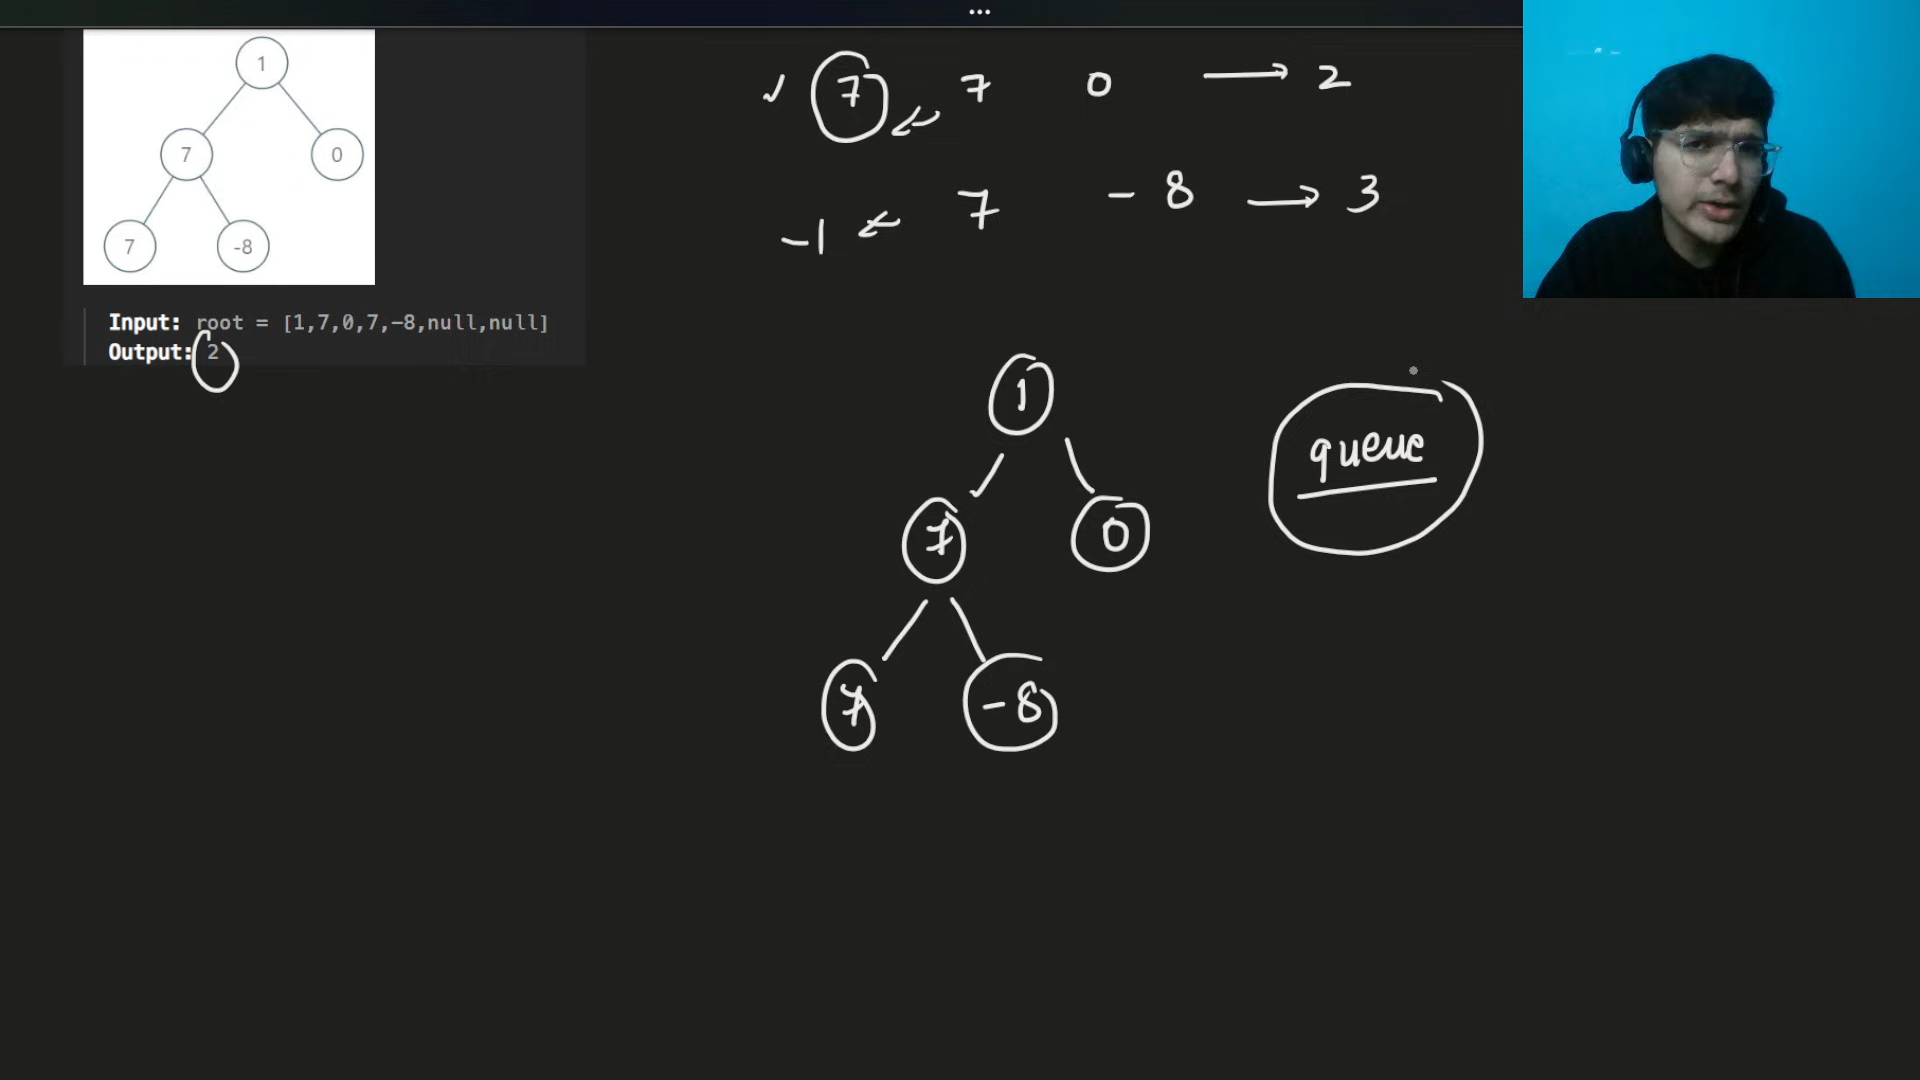 ...
1
7 0
7 -8
Input: root = [1,7,0,7,-8,null,null]
Output: 2
7 7 0 → 2
-1 ← 7 -8 → 3
1
7 0
7 -8
queue